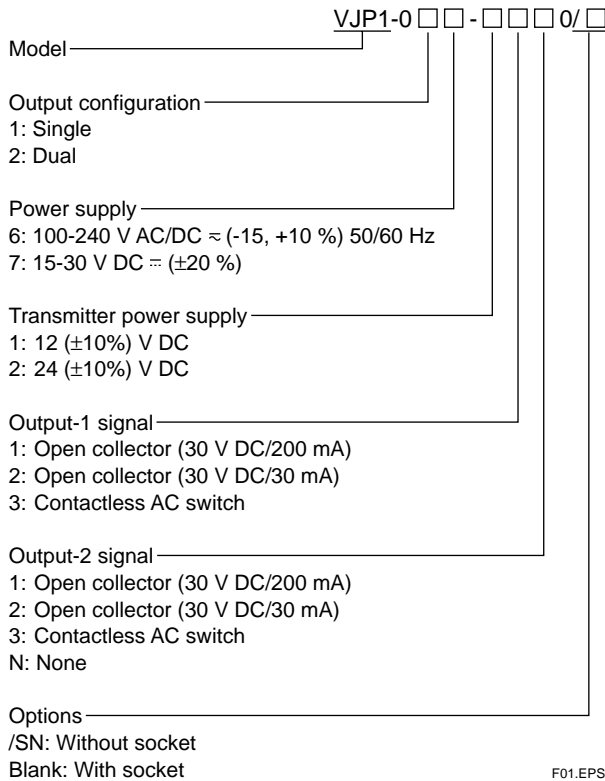 VJP1-0□□-□□□0/□
Model
Output configuration
1: Single
2: Dual
Power supply
6: 100-240 V AC/DC ≂ (-15, +10 %) 50/60 Hz
7: 15-30 V DC ⎓ (±20 %)
Transmitter power supply
1: 12 (±10%) V DC
2: 24 (±10%) V DC
Output-1 signal
1: Open collector (30 V DC/200 mA)
2: Open collector (30 V DC/30 mA)
3: Contactless AC switch
Output-2 signal
1: Open collector (30 V DC/200 mA)
2: Open collector (30 V DC/30 mA)
3: Contactless AC switch
N: None
Options
/SN: Without socket
Blank: With socket
F01.EPS